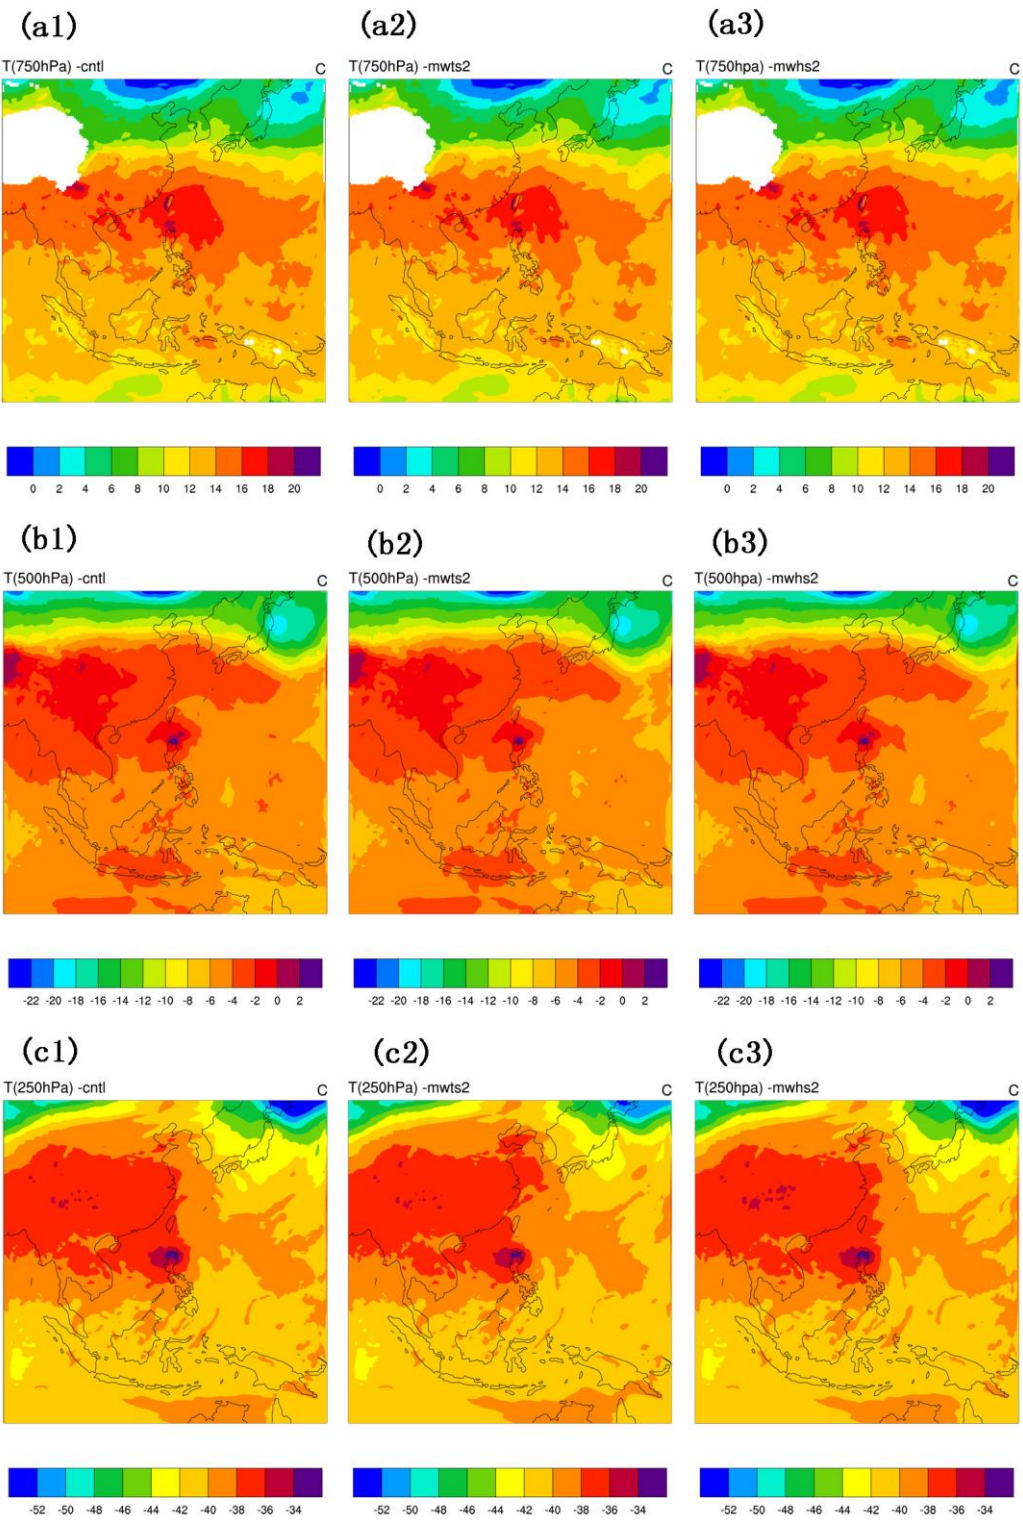 (a1) (a2) (a3)
T(750hPa) -cntl C T(750hPa) -mwts2 C T(750hpa) -mwhs2 C
0 2 4 6 8 10 12 14 16 18 20 0 2 4 6 8 10 12 14 16 18 20 0 2 4 6 8 10 12 14 16 18 20
(b1) (b2) (b3)
T(500hPa) -cntl C T(500hPa) -mwts2 C T(500hpa) -mwhs2 C
-22 -20 -18 -16 -14 -12 -10 -8 -6 -4 -2 0 2 -22 -20 -18 -16 -14 -12 -10 -8 -6 -4 -2 0 2 -22 -20 -18 -16 -14 -12 -10 -8 -6 -4 -2 0 2
(c1) (c2) (c3)
T(250hPa) -cntl C T(250hPa) -mwts2 C T(250hpa) -mwhs2 C
-52 -50 -48 -46 -44 -42 -40 -38 -36 -34 -52 -50 -48 -46 -44 -42 -40 -38 -36 -34 -52 -50 -48 -46 -44 -42 -40 -38 -36 -34